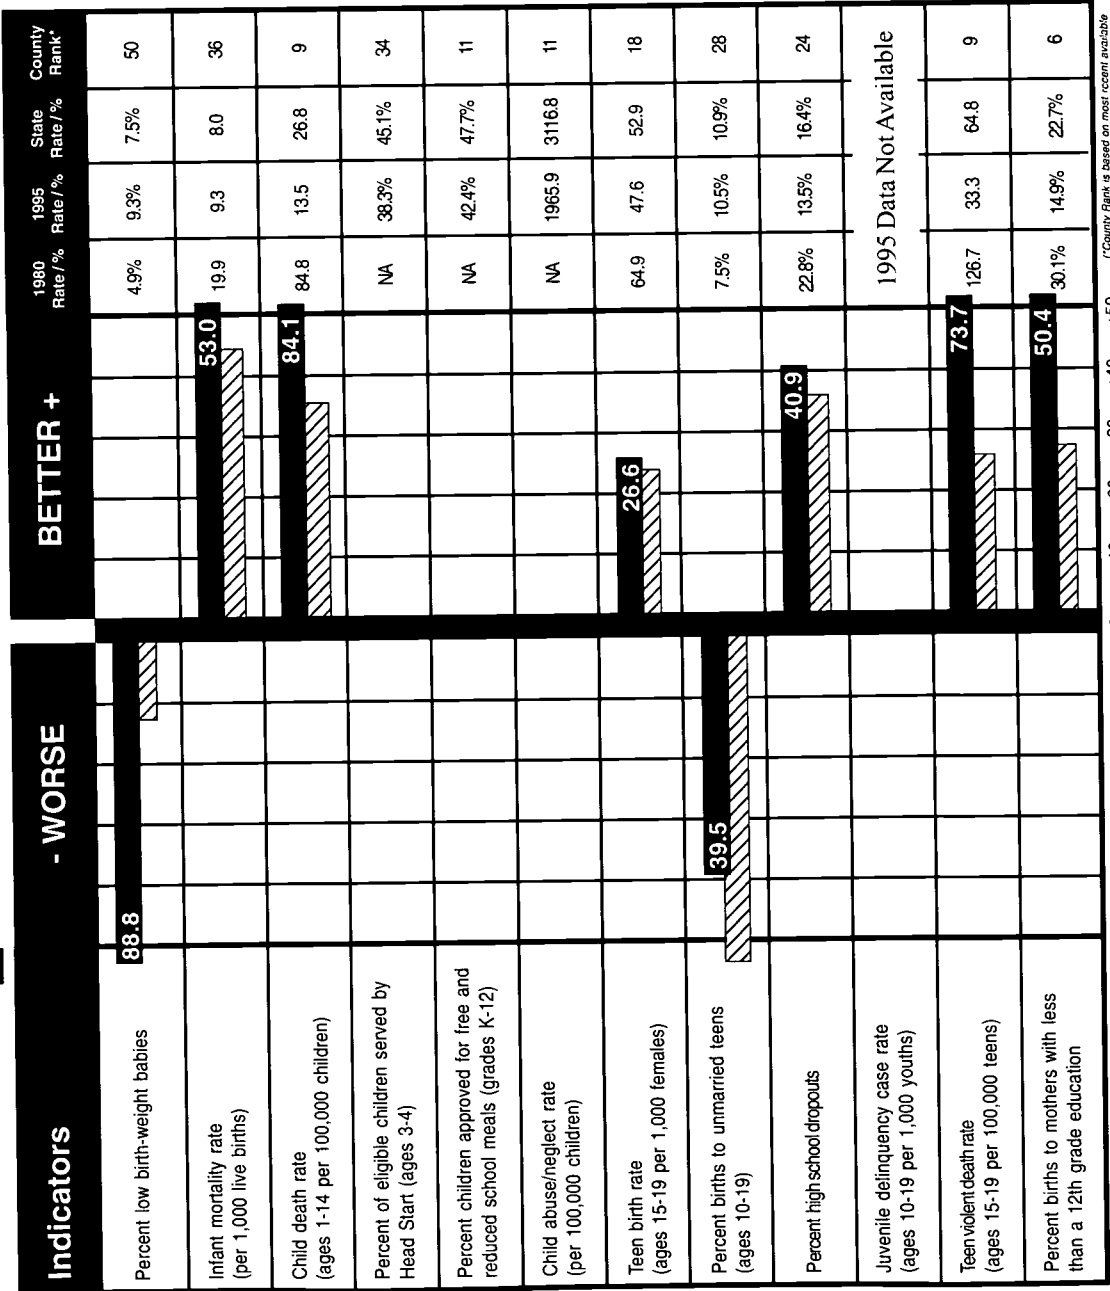 Indicators - WORSE BETTER + 1980 Rate / % 1995 Rate / % State Rate / % County Rank*
Percent low birth-weight babies 88.8 4.9% 9.3% 7.5% 50
Infant mortality rate
(per 1,000 live births) 53.0 19.9 9.3 8.0 36
Child death rate
(ages 1-14 per 100,000 children) 84.1 84.8 13.5 26.8 9
Percent of eligible children served by
Head Start (ages 3-4) NA 38.3% 45.1% 34
Percent children approved for free and
reduced school meals (grades K-12) NA 42.4% 47.7% 11
Child abuse/neglect rate
(per 100,000 children) NA 1965.9 3116.8 11
Teen birth rate
(ages 15-19 per 1,000 females) 26.6 64.9 47.6 52.9 18
Percent births to unmarried teens
(ages 10-19) 39.5 7.5% 10.5% 10.9% 28
Percent high school dropouts 40.9 22.8% 13.5% 16.4% 24
Juvenile delinquency case rate
(ages 10-19 per 1,000 youths) 1995 Data Not Available
Teen violent death rate
(ages 15-19 per 100,000 teens) 73.7 126.7 33.3 64.8 9
Percent births to mothers with less
than a 12th grade education 50.4 30.1% 14.9% 22.7% 6
(*County Rank is based on most recent available